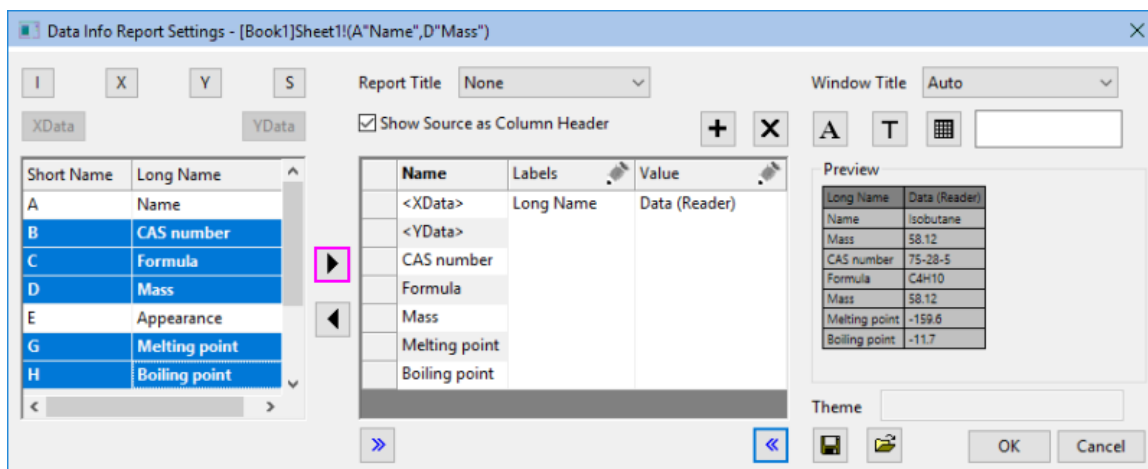 Data Info Report Settings - [Book1]Sheet1!(A"Name",D"Mass")
I X Y S
XData YData
Short Name Long Name
A Name
B CAS number
C Formula
D Mass
E Appearance
G Melting point
H Boiling point
Report Title None
Show Source as Column Header
Name Labels Value
<XData> Long Name Data (Reader)
<YData>
CAS number
Formula
Mass
Melting point
Boiling point
Window Title Auto
A T
Preview
Long Name Data (Reader)
Name Isobutane
Mass 58.12
CAS number 75-28-5
Formula C4H10
Mass 58.12
Melting point -159.6
Boiling point -11.7
Theme
OK Cancel